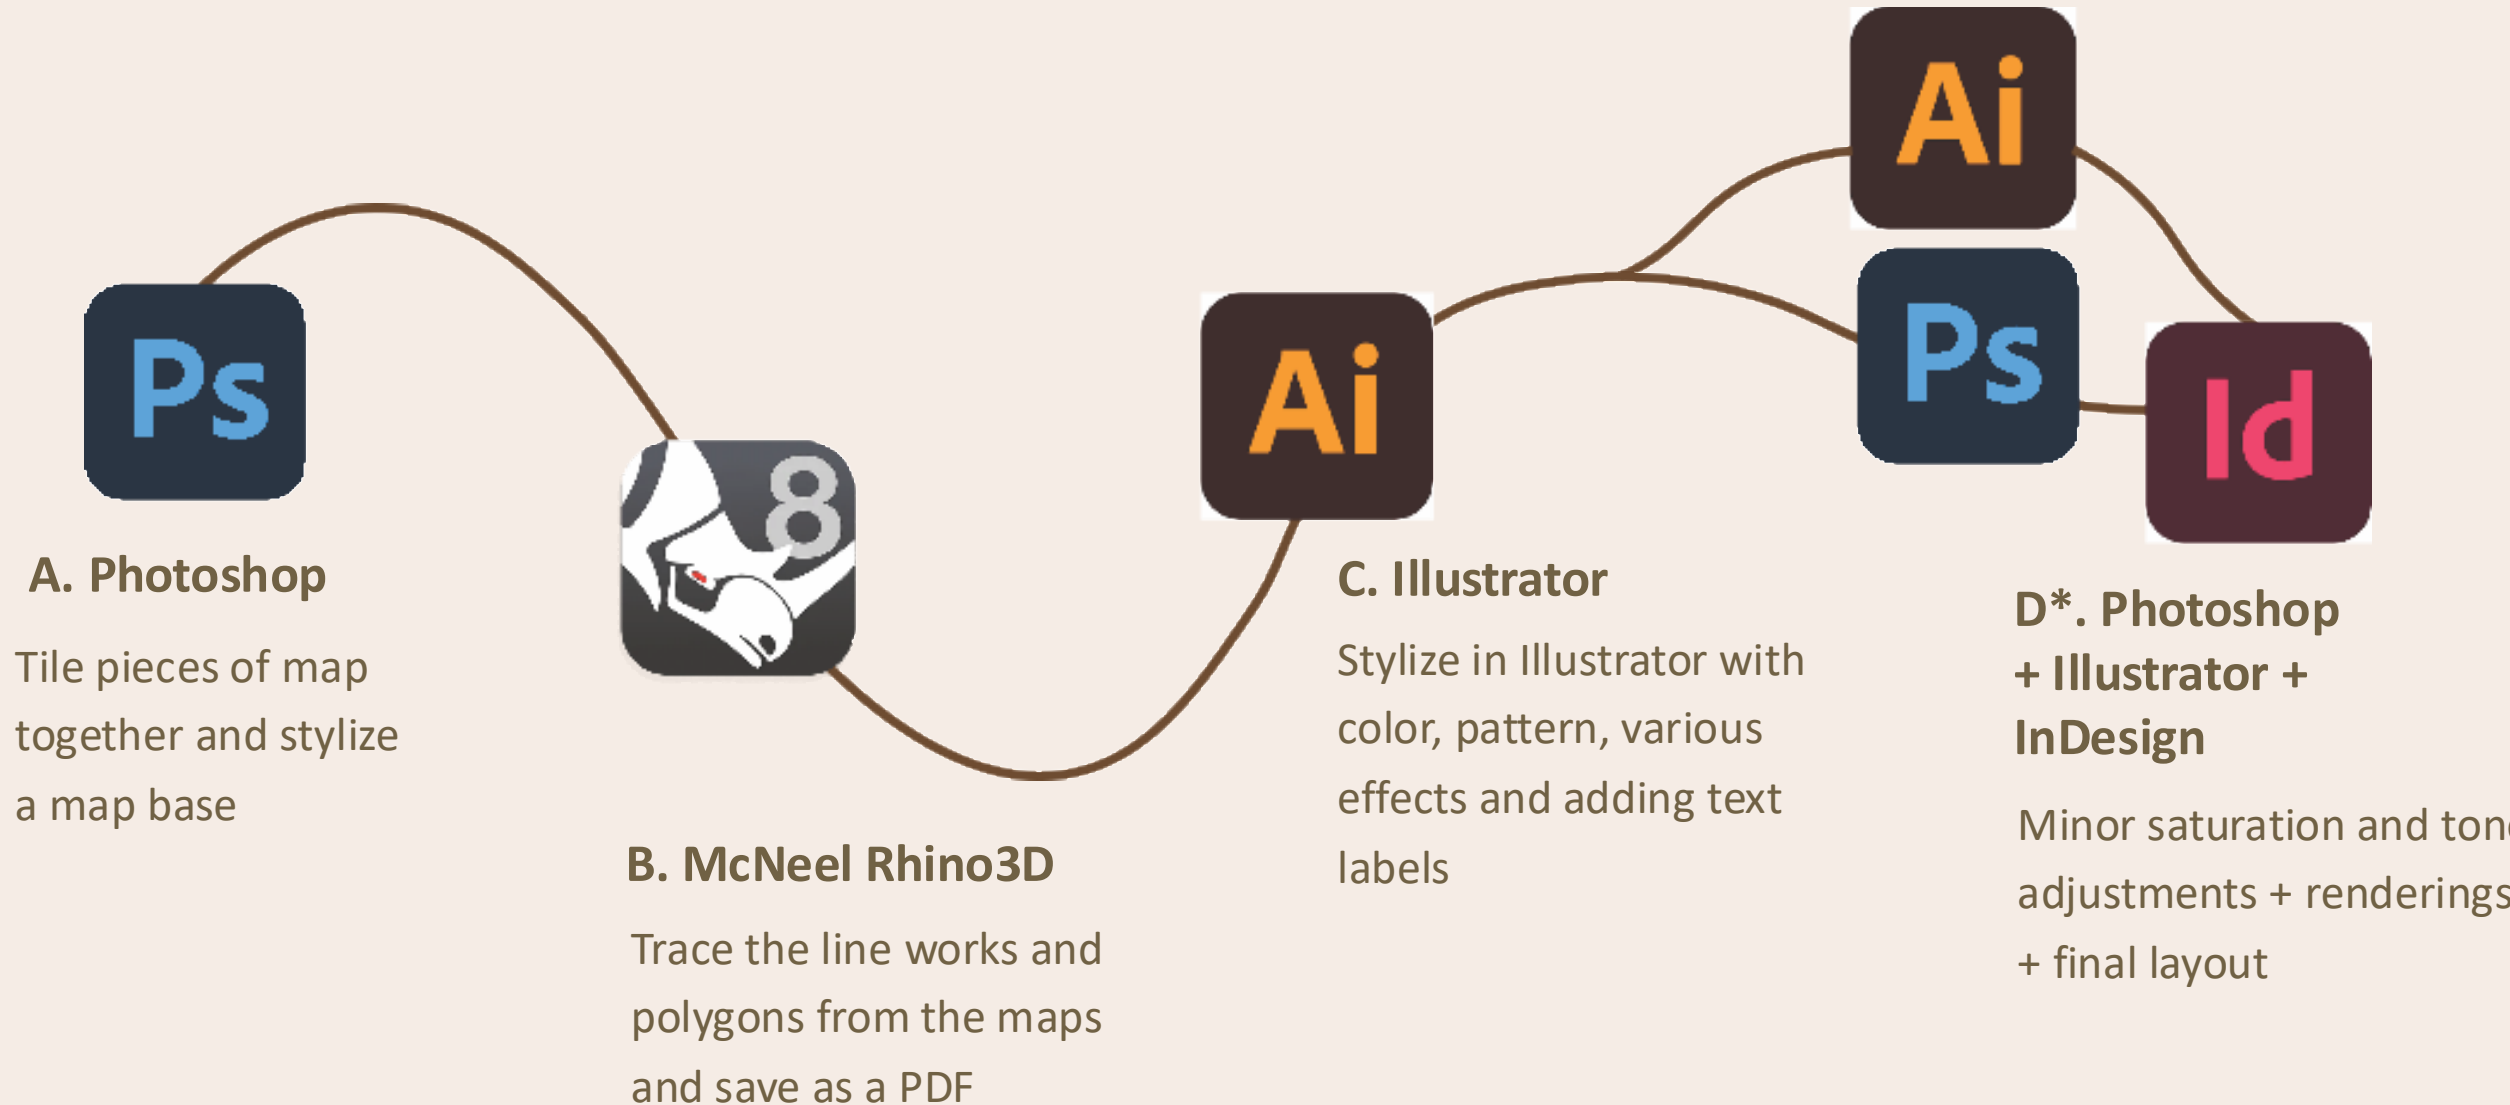 Ai
Ps
8
Ai
Ps
Id
A. Photoshop
Tile pieces of map
together and stylize
a map base
B. McNeel Rhino3D
Trace the line works and
polygons from the maps
and save as a PDF
C. Illustrator
Stylize in Illustrator with
color, pattern, various
effects and adding text
labels
D*. Photoshop
+ Illustrator +
InDesign
Minor saturation and
adjustments + renderings
+ final layout